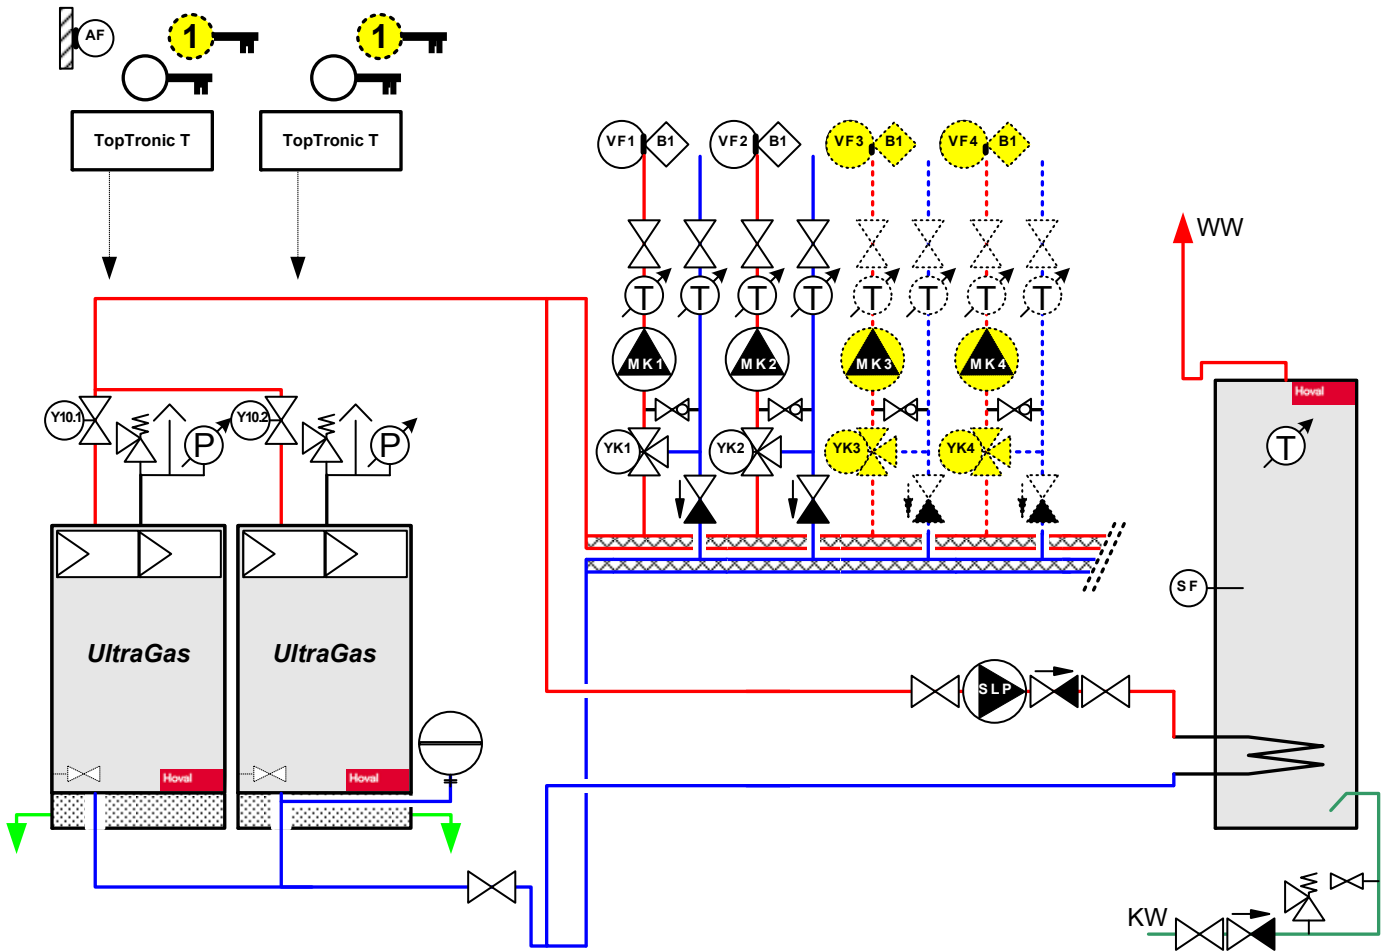 AF
1
1
TopTronic T
TopTronic T
VF1
B1
VF2
B1
VF3
B1
VF4
B1
WW
T
T
T
T
T
T
T
T
MK1
MK2
MK3
MK4
Hoval
Y10.1
P
Y10.2
P
T
YK1
YK2
YK3
YK4
SF
UltraGas
UltraGas
SLP
Hoval
Hoval
KW